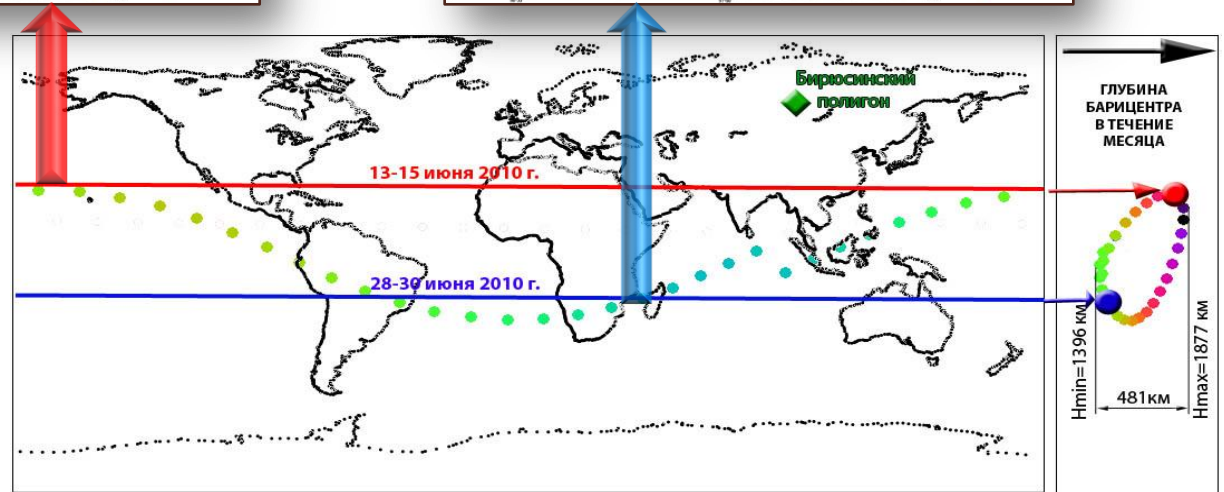 Бирюсинский
полигон
13-15 июня 2010 г.
28-30 июня 2010 г.
ГЛУБИНА
БАРИЦЕНТРА
В ТЕЧЕНИЕ
МЕСЯЦА
Hmin=1396 км
481км
Hmax=1877 км